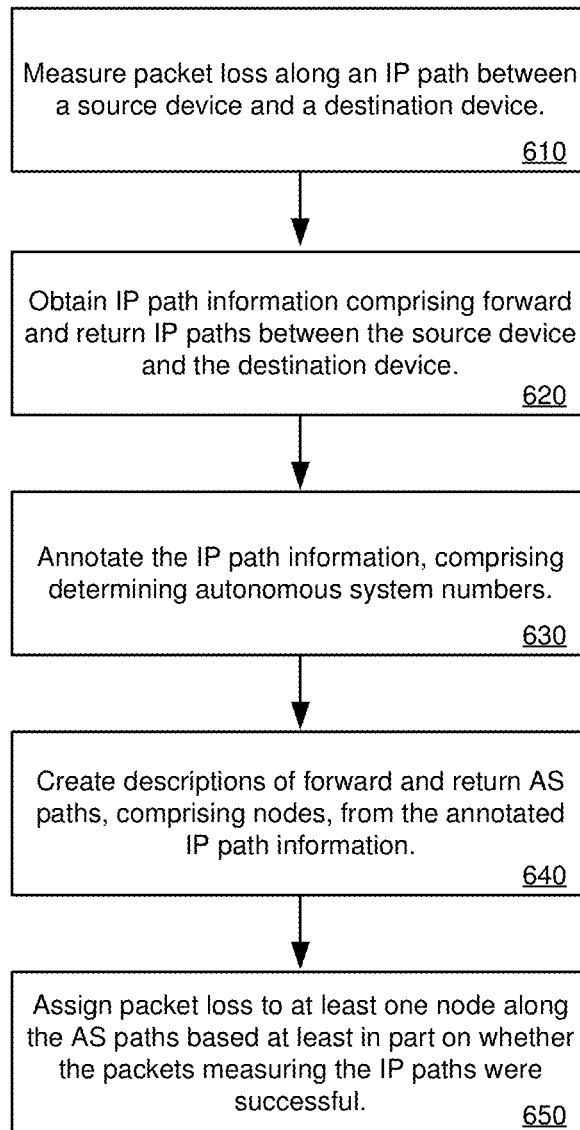 Measure packet loss along an IP path between
a source device and a destination device.
610
Obtain IP path information comprising forward
and return IP paths between the source device
and the destination device.
620
Annotate the IP path information, comprising
determining autonomous system numbers.
630
Create descriptions of forward and return AS
paths, comprising nodes, from the annotated
IP path information.
640
Assign packet loss to at least one node along
the AS paths based at least in part on whether
the packets measuring the IP paths were
successful.
650